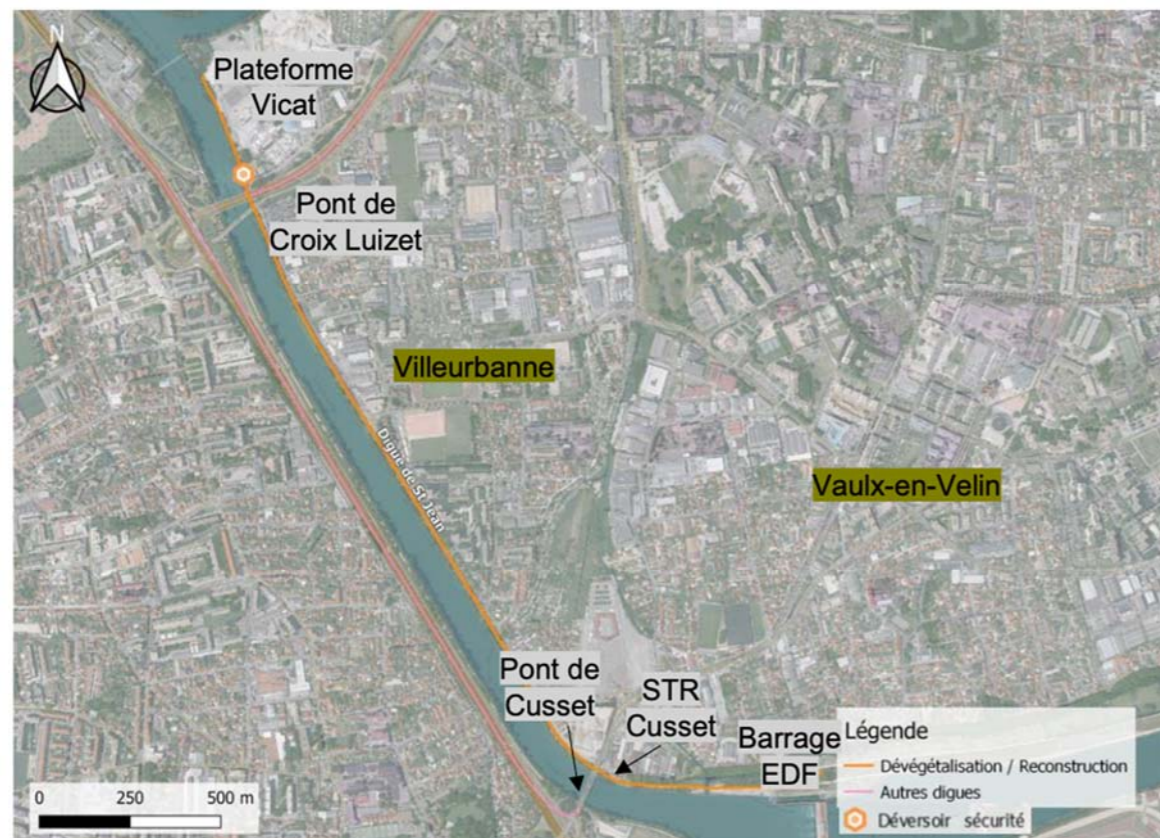 N
Plateforme
Vicat
Pont de
Croix Luizet
Villeurbanne
Digue de St Jean
Vaulx-en-Velin
Pont de
Cusset
STR
Cusset
Barrage
EDF
Légende
Dévégétalisation / Reconstruction
Autres digues
Déversoir sécurité
0 250 500 m